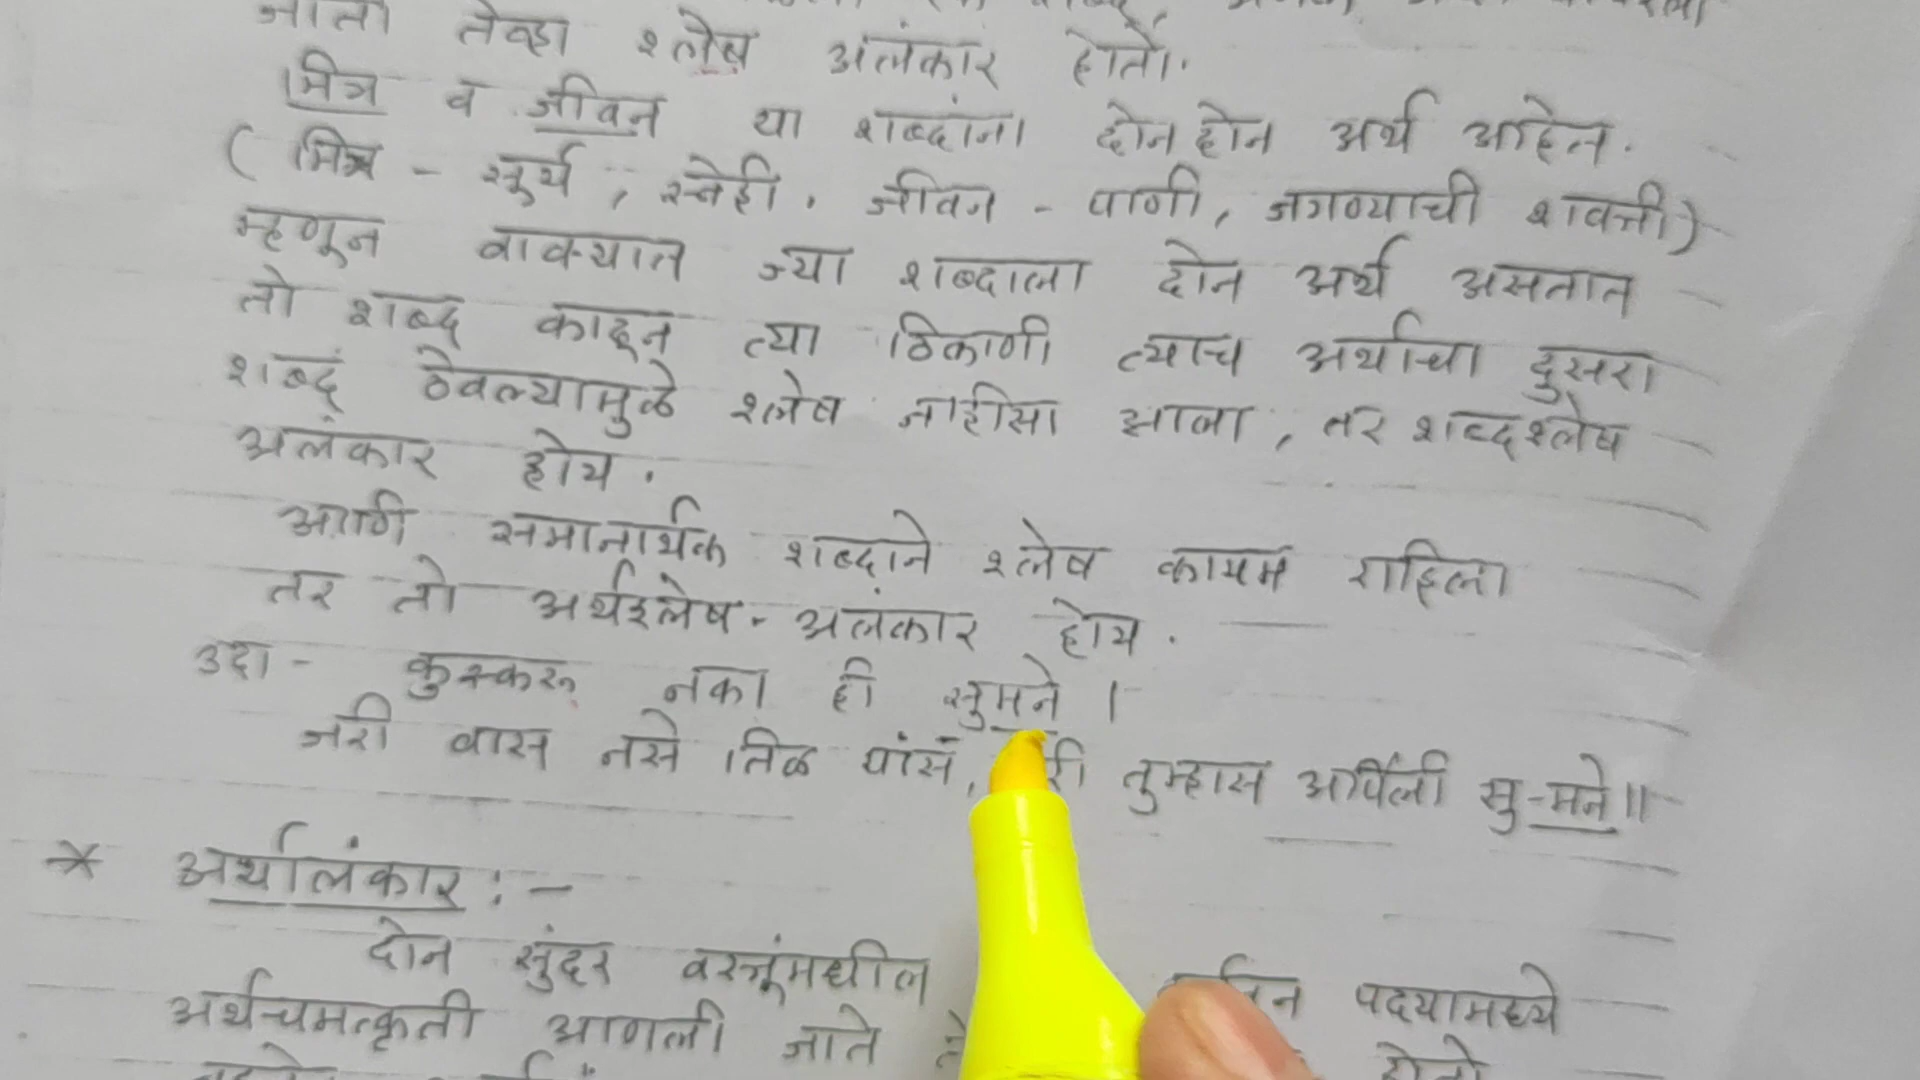 जातो तेव्हा श्लेष अलंकार होतो.
मित्र व जीवन या शब्दांना दोन दोन अर्थ आहेत.
( मित्र - सूर्य, स्नेही. जीवन - पाणी, जगण्याची शक्ती)
म्हणून वाक्यात ज्या शब्दाला दोन अर्थ असतात
तो शब्द काढून त्या ठिकाणी त्याच अर्थाचा दुसरा
शब्द ठेवल्यामुळे श्लेष नाहीसा झाला, तर शब्दश्लेष
अलंकार होय.
आणि समानार्थक शब्दाने श्लेष कायम राहिला
तर तो अर्थश्लेष - अलंकार होय.
उदा - कुस्करू नका ही सुमने ।
जरी वास नसे तिळ यांस, तुम्हास अर्पिली सु-मने ॥
* अर्थालंकार :-
दोन सुंदर वस्तूंमधील पद्यामध्ये
अर्थचमत्कृती आणली जाते होतो